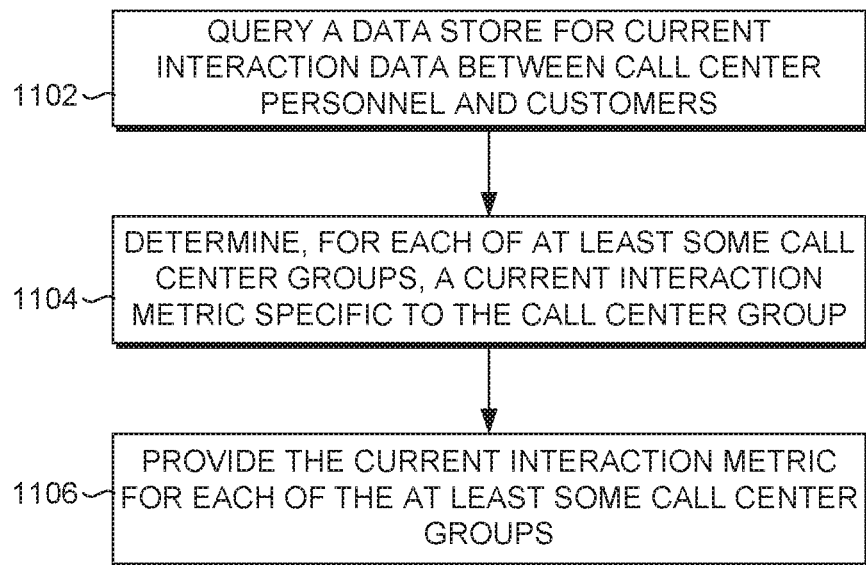 QUERY A DATA STORE FOR CURRENT
INTERACTION DATA BETWEEN CALL CENTER
PERSONNEL AND CUSTOMERS
1102
DETERMINE, FOR EACH OF AT LEAST SOME CALL
CENTER GROUPS, A CURRENT INTERACTION
METRIC SPECIFIC TO THE CALL CENTER GROUP
1104
PROVIDE THE CURRENT INTERACTION METRIC
FOR EACH OF THE AT LEAST SOME CALL CENTER
GROUPS
1106